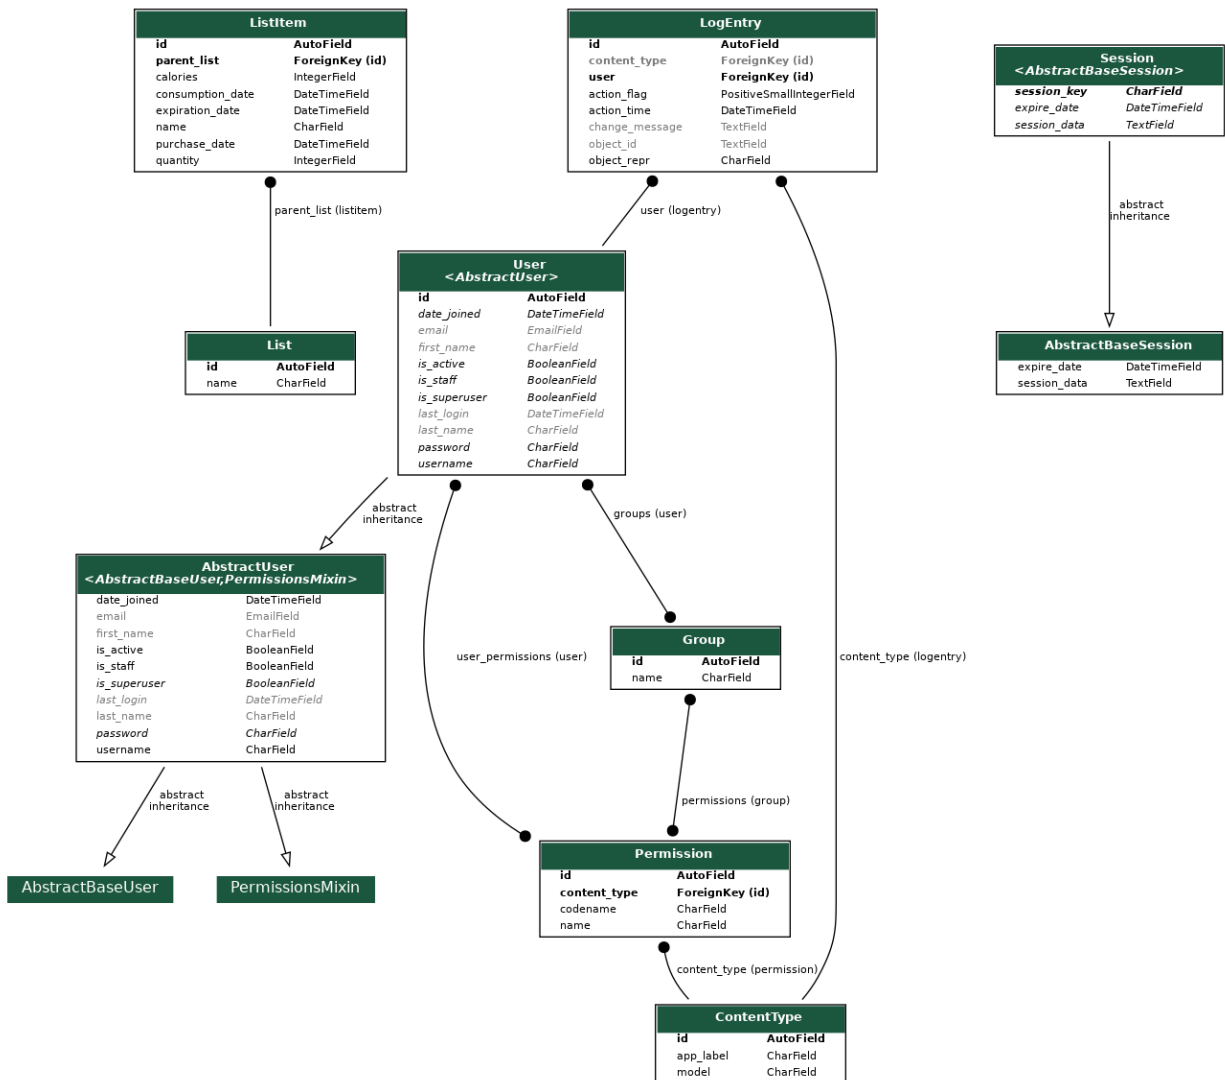 ListItem
id AutoField
parent_list ForeignKey (id)
calories IntegerField
consumption_date DateTimeField
expiration_date DateTimeField
name CharField
purchase_date DateTimeField
quantity IntegerField
LogEntry
id AutoField
content_type ForeignKey (id)
user ForeignKey (id)
action_flag PositiveSmallIntegerField
action_time DateTimeField
change_message TextField
object_id TextField
object_repr CharField
Session
<AbstractBaseSession>
session_key CharField
expire_date DateTimeField
session_data TextField
parent_list (listitem)
user (logentry)
abstract
inheritance
User
<AbstractUser>
id AutoField
date_joined DateTimeField
email EmailField
first_name CharField
is_active BooleanField
is_staff BooleanField
is_superuser BooleanField
last_login DateTimeField
last_name CharField
password CharField
username CharField
List
id AutoField
name CharField
AbstractBaseSession
expire_date DateTimeField
session_data TextField
abstract
inheritance
groups (user)
AbstractUser
<AbstractBaseUser,PermissionsMixin>
date_joined DateTimeField
email EmailField
first_name CharField
is_active BooleanField
is_staff BooleanField
is_superuser BooleanField
last_login DateTimeField
last_name CharField
password CharField
username CharField
user_permissions (user)
Group
id AutoField
name CharField
content_type (logentry)
abstract
inheritance
abstract
inheritance
permissions (group)
AbstractBaseUser
PermissionsMixin
Permission
id AutoField
content_type ForeignKey (id)
codename CharField
name CharField
content_type (permission)
ContentType
id AutoField
app_label CharField
model CharField